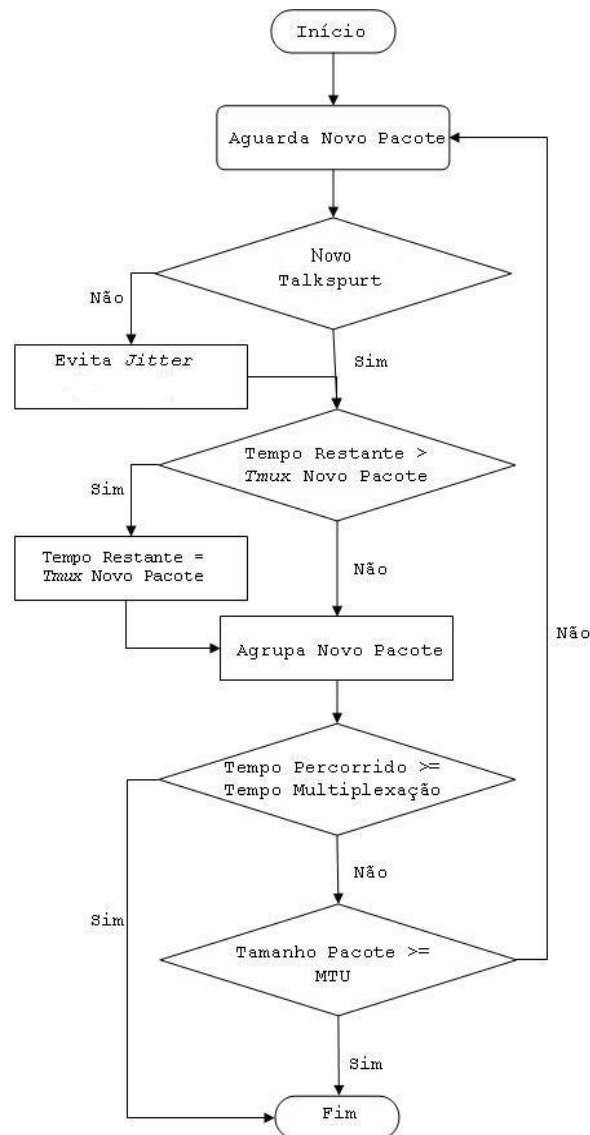 Início
Aguarda Novo Pacote
Novo
Talkspurt
Não
Sim
Evita Jitter
Tempo Restante >
Tmux Novo Pacote
Sim
Não
Tempo Restante =
Tmux Novo Pacote
Agrupa Novo Pacote
Não
Tempo Percorrido >=
Tempo Multiplexação
Não
Sim
Tamanho Pacote >=
MTU
Sim
Fim